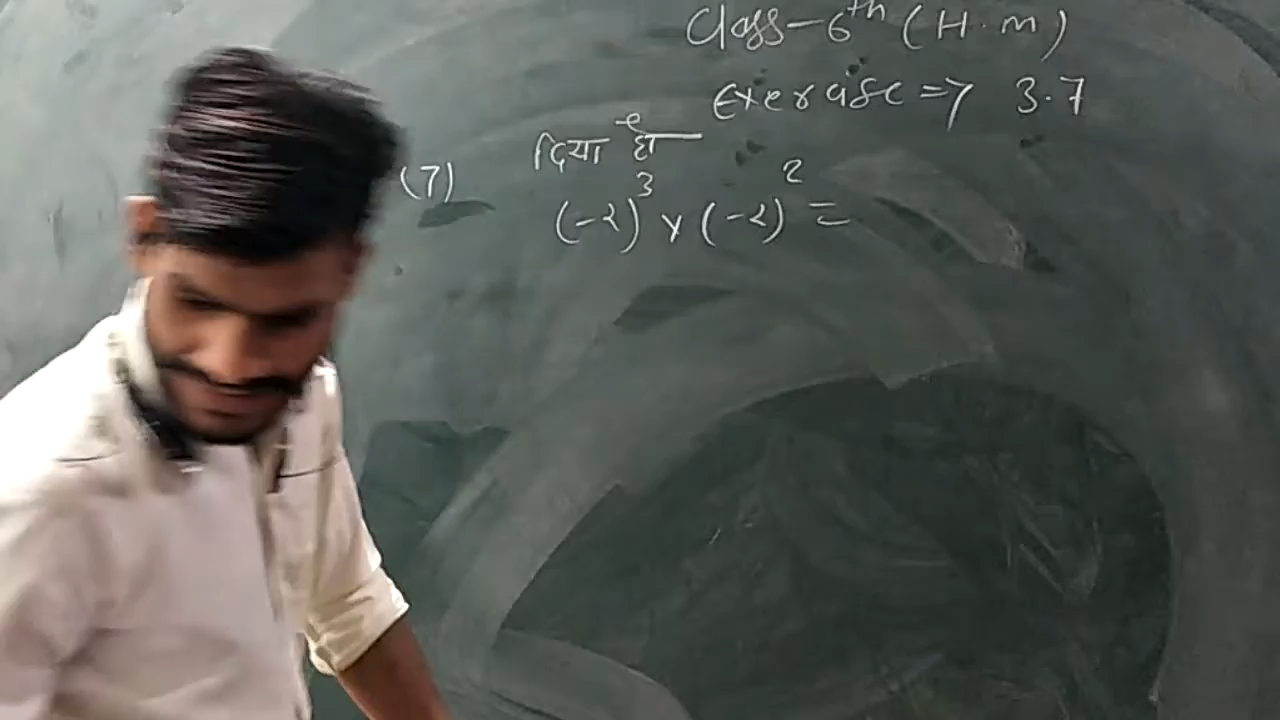 Class-6th (H.m)
Exercise => 3.7
(7) दिया है
(-2)³ x (-2)² =